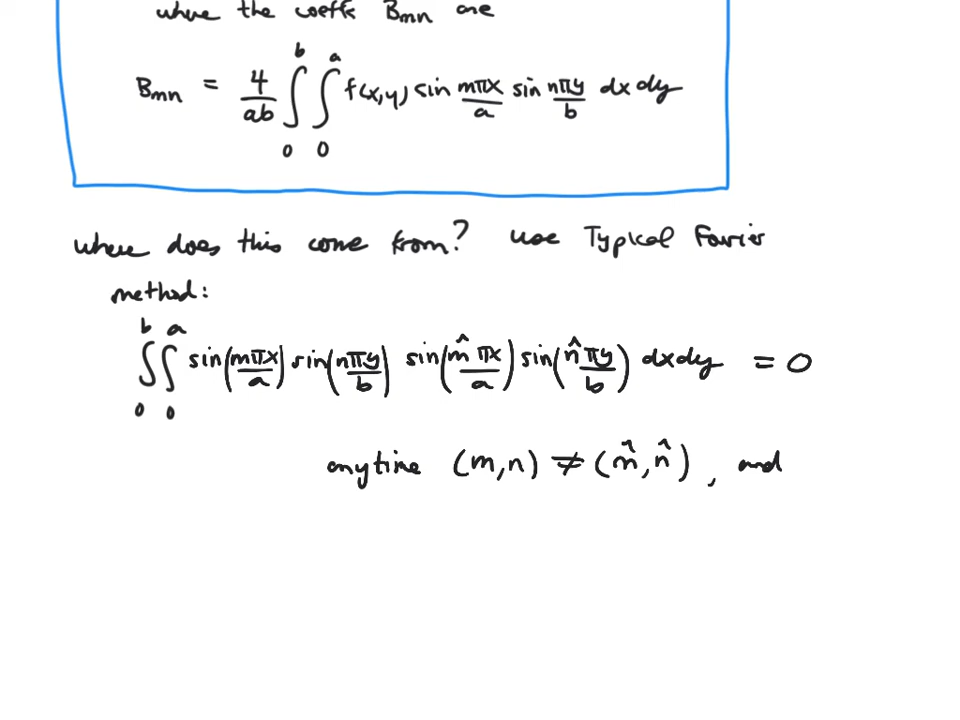 where the coeffs Bmn are
Bmn = 4/ab ∫₀ᵇ ∫₀ᵃ f(x,y) sin mπx/a sin nπy/b dx dy
where does this come from? use Typical Fourier
method:
∫₀ᵇ ∫₀ᵃ sin(mπx/a) sin(nπy/b) sin(m̂πx/a) sin(n̂πy/b) dx dy = 0
anytime (m,n) ≠ (m̂,n̂), and